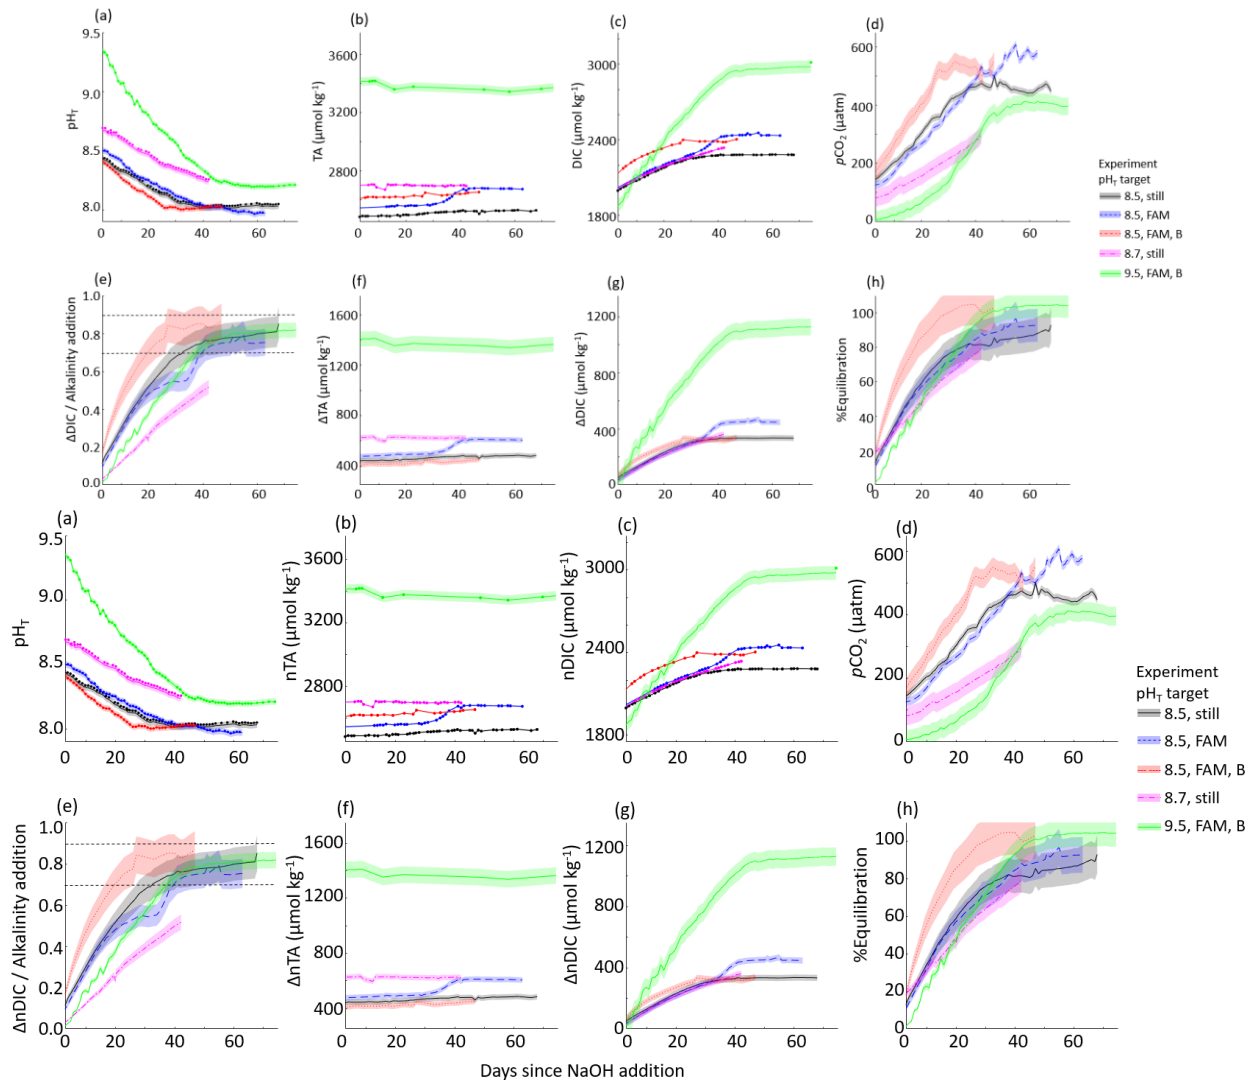 (a)
(b)
(c)
(d)
9.5
9.0
8.5
8.0
pH_T
0 20 40 60
3600
3400
2800
TA (μmol kg⁻¹)
0 20 40 60
3000
2400
1800
DIC (μmol kg⁻¹)
0 20 40 60
600
400
200
0
pCO₂ (μatm)
0 20 40 60
Experiment
pH_T target
8.5, still
8.5, FAM
8.5, FAM, B
8.7, still
9.5, FAM, B
(e)
(f)
(g)
(h)
1.0
0.8
0.6
0.4
0.2
0.0
ΔDIC / Alkalinity addition
0 20 40 60
1600
1400
800
600
400
ΔTA (μmol kg⁻¹)
0 20 40 60
1200
800
400
0
ΔDIC (μmol kg⁻¹)
0 20 40 60
100
80
60
40
20
0
%Equilibration
0 20 40 60
(a)
(b)
(c)
(d)
9.5
9.0
8.5
8.0
pH_T
0 20 40 60
3600
3400
2800
nTA (μmol kg⁻¹)
0 20 40 60
3000
2400
1800
nDIC (μmol kg⁻¹)
0 20 40 60
600
400
200
0
pCO₂ (μatm)
0 20 40 60
Experiment
pH_T target
8.5, still
8.5, FAM
8.5, FAM, B
8.7, still
9.5, FAM, B
(e)
(f)
(g)
(h)
1.0
0.8
0.6
0.4
0.2
0.0
ΔnDIC / Alkalinity addition
0 20 40 60
1600
1200
800
400
ΔnTA (μmol kg⁻¹)
0 20 40 60
1200
800
400
0
ΔnDIC (μmol kg⁻¹)
0 20 40 60
100
80
60
40
20
0
%Equilibration
0 20 40 60
Days since NaOH addition